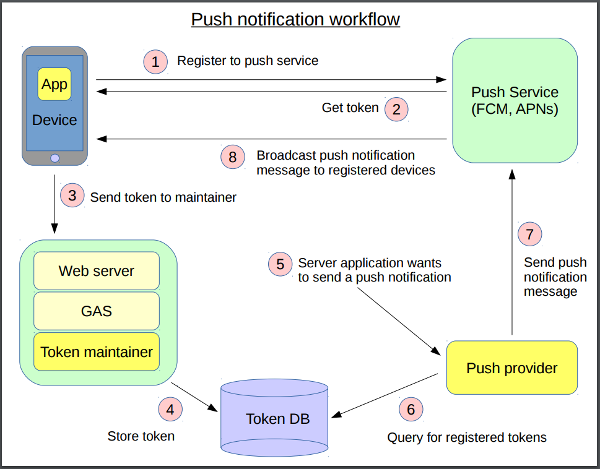 Push notification workflow
1
Register to push service
App
Device
Get token
2
Push Service
(FCM, APNs)
8
Broadcast push notification
message to registered devices
3
Send token to maintainer
Web server
GAS
Token maintainer
5
Server application wants
to send a push notification
7
Send push
notification
message
Push provider
4
Store token
Token DB
6
Query for registered tokens